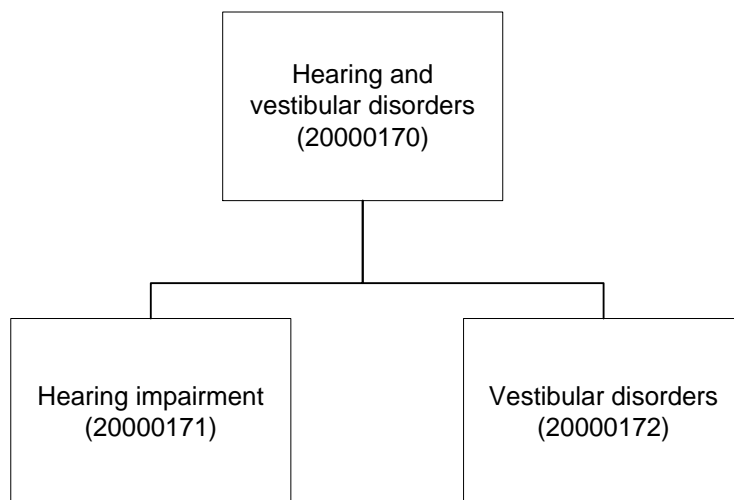 Hearing and
vestibular disorders
(20000170)
Hearing impairment
(20000171)
Vestibular disorders
(20000172)